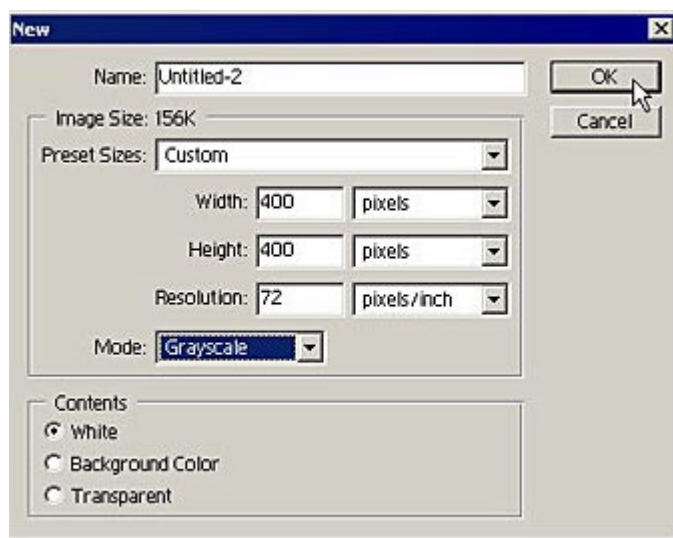 New
Name: Untitled-2
OK
Image Size: 156K
Cancel
Preset Sizes: Custom
Width: 400 pixels
Height: 400 pixels
Resolution: 72 pixels/inch
Mode: Grayscale
Contents
White
Background Color
Transparent